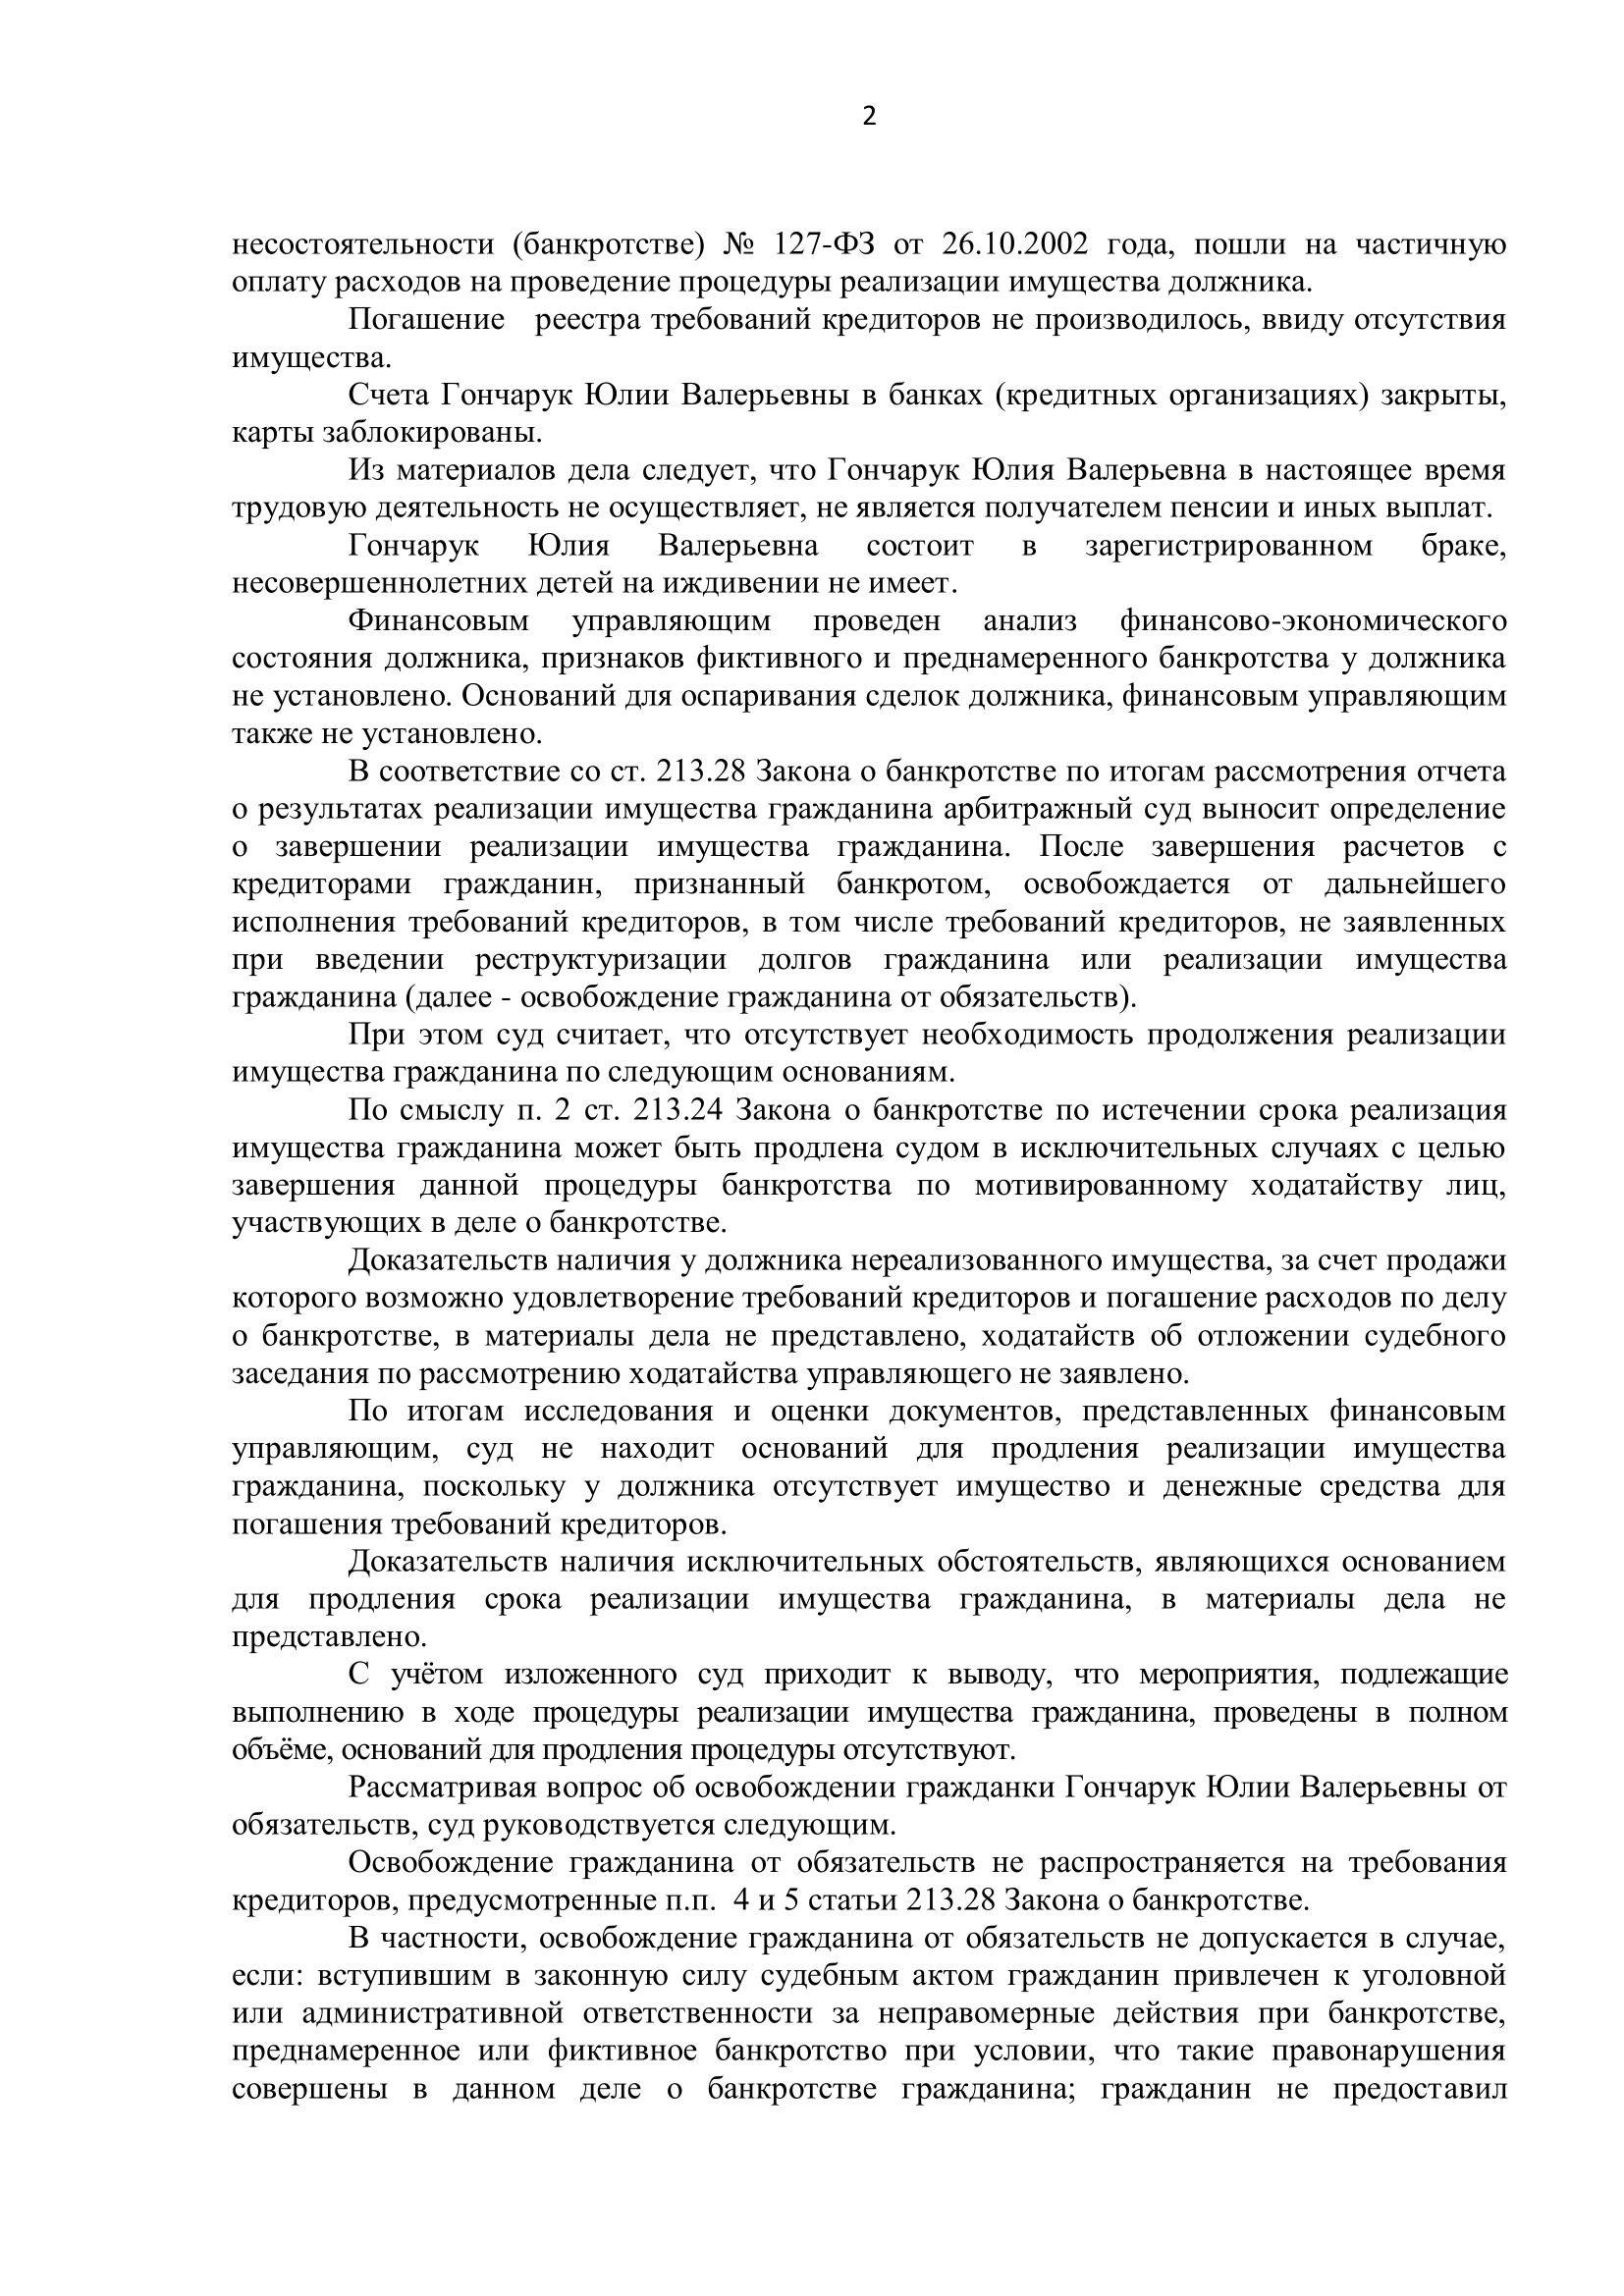 2
несостоятельности (банкротстве) № 127-ФЗ от 26.10.2002 года, пошли на частичную
оплату расходов на проведение процедуры реализации имущества должника.
Погашение реестра требований кредиторов не производилось, ввиду отсутствия
имущества.
Счета Гончарук Юлии Валерьевны в банках (кредитных организациях) закрыты,
карты заблокированы.
Из материалов дела следует, что Гончарук Юлия Валерьевна в настоящее время
трудовую деятельность не осуществляет, не является получателем пенсии и иных выплат.
Гончарук Юлия Валерьевна состоит в зарегистрированном браке,
несовершеннолетних детей на иждивении не имеет.
Финансовым управляющим проведен анализ финансово-экономического
состояния должника, признаков фиктивного и преднамеренного банкротства у должника
не установлено. Оснований для оспаривания сделок должника, финансовым управляющим
также не установлено.
В соответствие со ст. 213.28 Закона о банкротстве по итогам рассмотрения отчета
о результатах реализации имущества гражданина арбитражный суд выносит определение
о завершении реализации имущества гражданина. После завершения расчетов с
кредиторами гражданин, признанный банкротом, освобождается от дальнейшего
исполнения требований кредиторов, в том числе требований кредиторов, не заявленных
при введении реструктуризации долгов гражданина или реализации имущества
гражданина (далее - освобождение гражданина от обязательств).
При этом суд считает, что отсутствует необходимость продолжения реализации
имущества гражданина по следующим основаниям.
По смыслу п. 2 ст. 213.24 Закона о банкротстве по истечении срока реализация
имущества гражданина может быть продлена судом в исключительных случаях с целью
завершения данной процедуры банкротства по мотивированному ходатайству лиц,
участвующих в деле о банкротстве.
Доказательств наличия у должника нереализованного имущества, за счет продажи
которого возможно удовлетворение требований кредиторов и погашение расходов по делу
о банкротстве, в материалы дела не представлено, ходатайств об отложении судебного
заседания по рассмотрению ходатайства управляющего не заявлено.
По итогам исследования и оценки документов, представленных финансовым
управляющим, суд не находит оснований для продления реализации имущества
гражданина, поскольку у должника отсутствует имущество и денежные средства для
погашения требований кредиторов.
Доказательств наличия исключительных обстоятельств, являющихся основанием
для продления срока реализации имущества гражданина, в материалы дела не
представлено.
С учётом изложенного суд приходит к выводу, что мероприятия, подлежащие
выполнению в ходе процедуры реализации имущества гражданина, проведены в полном
объёме, оснований для продления процедуры отсутствуют.
Рассматривая вопрос об освобождении гражданки Гончарук Юлии Валерьевны от
обязательств, суд руководствуется следующим.
Освобождение гражданина от обязательств не распространяется на требования
кредиторов, предусмотренные п.п. 4 и 5 статьи 213.28 Закона о банкротстве.
В частности, освобождение гражданина от обязательств не допускается в случае,
если: вступившим в законную силу судебным актом гражданин привлечен к уголовной
или административной ответственности за неправомерные действия при банкротстве,
преднамеренное или фиктивное банкротство при условии, что такие правонарушения
совершены в данном деле о банкротстве гражданина; гражданин не предоставил